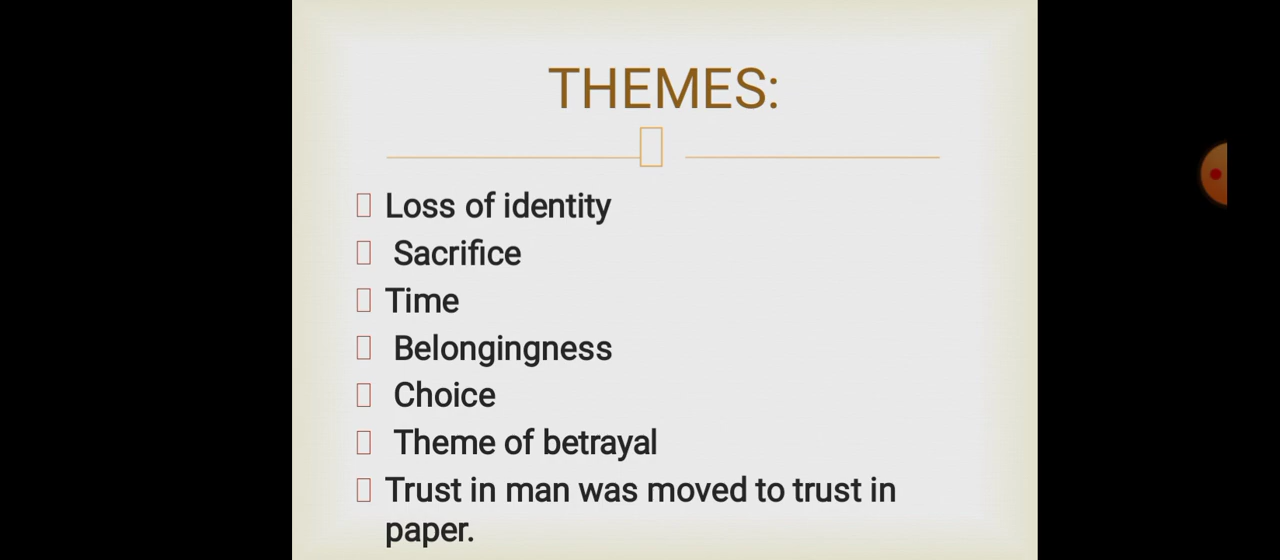 THEMES:
Loss of identity
Sacrifice
Time
Belongingness
Choice
Theme of betrayal
Trust in man was moved to trust in
paper.